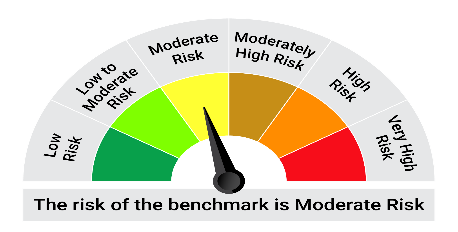 Low
Risk
Low to
Moderate
Risk
Moderate
Risk
Moderately
High Risk
High
Risk
Very High
Risk
The risk of the benchmark is Moderate Risk